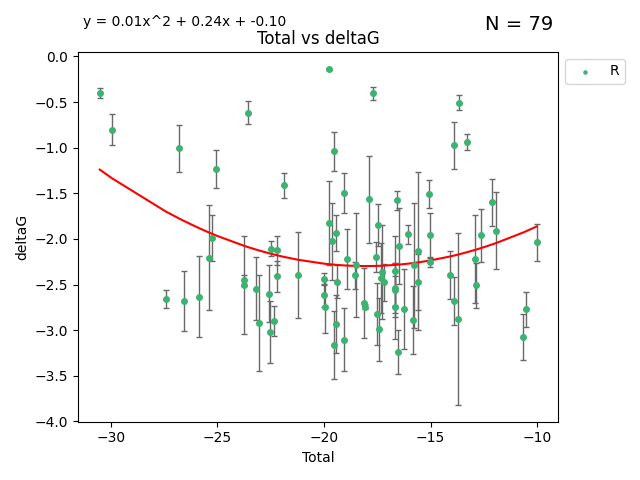 y = 0.01x^2 + 0.24x + -0.10
N = 79
Total vs deltaG
R
0.0
−0.5
−1.0
−1.5
−2.0
−2.5
−3.0
−3.5
−4.0
deltaG
−30 −25 −20 −15 −10
Total